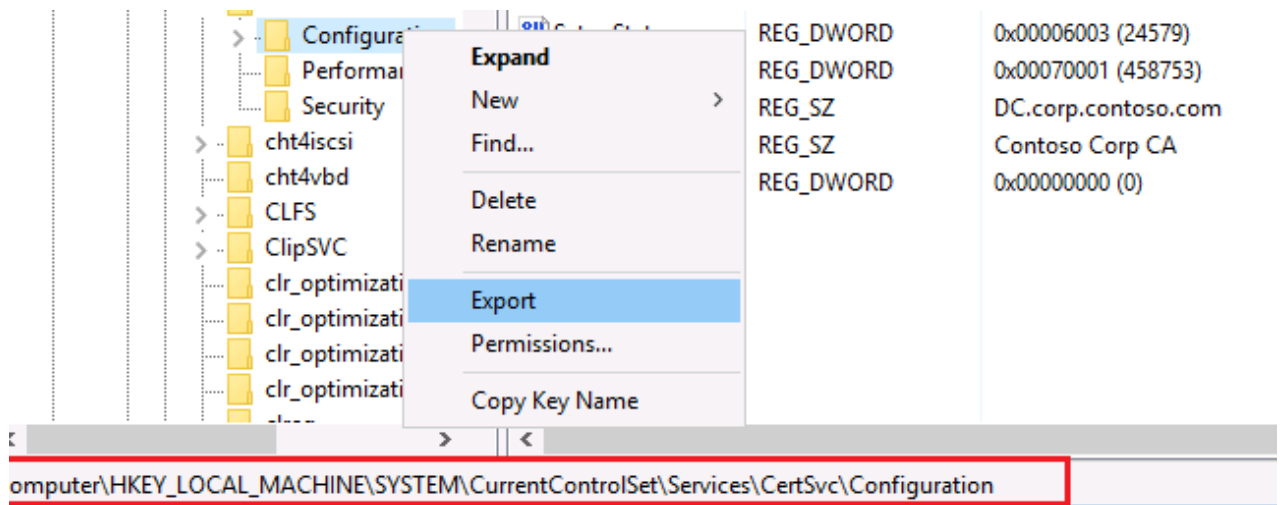 Configurati
Performan
Security
cht4iscsi
cht4vbd
CLFS
ClipSVC
clr_optimizati
clr_optimizati
clr_optimizati
clr_optimizati
Expand
New
Find...
Delete
Rename
Export
Permissions...
Copy Key Name
REG_DWORD 0x00006003 (24579)
REG_DWORD 0x00070001 (458753)
REG_SZ DC.corp.contoso.com
REG_SZ Contoso Corp CA
REG_DWORD 0x00000000 (0)
omputer\HKEY_LOCAL_MACHINE\SYSTEM\CurrentControlSet\Services\CertSvc\Configuration